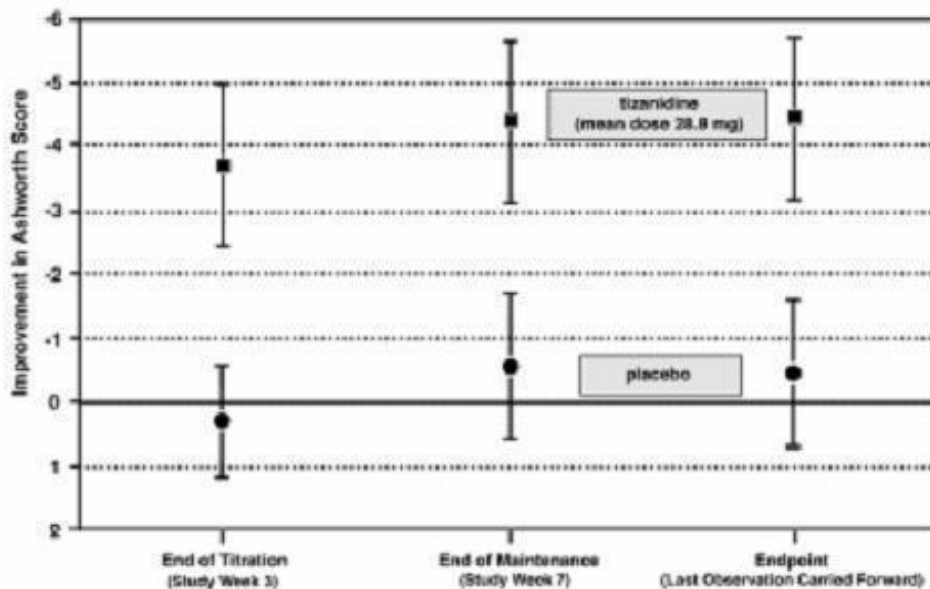 Improvement in Ashworth Score
-6
-5
-4
-3
-2
-1
0
1
2
tizanidine
(mean dose 28.8 mg)
placebo
End of Titration
(Study Week 3)
End of Maintenance
(Study Week 7)
Endpoint
(Last Observation Carried Forward)